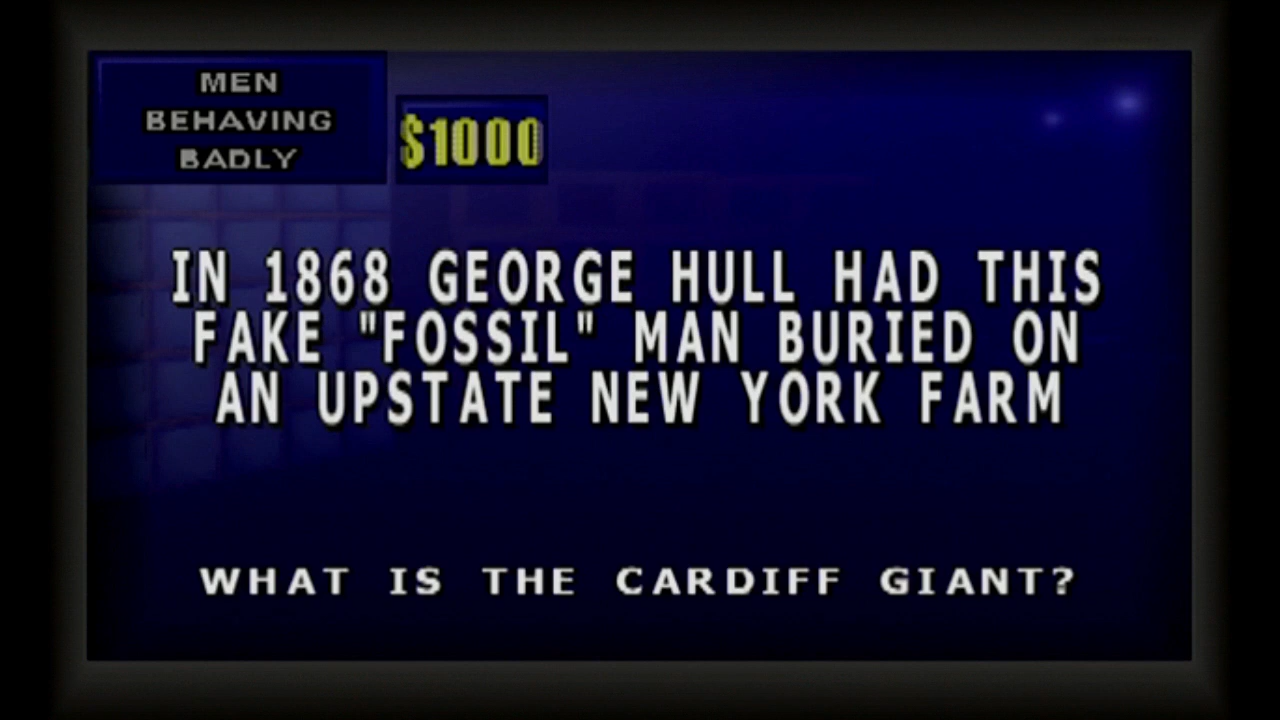 MEN
BEHAVING
BADLY
$1000
IN 1868 GEORGE HULL HAD THIS
FAKE "FOSSIL" MAN BURIED ON
AN UPSTATE NEW YORK FARM
WHAT IS THE CARDIFF GIANT?